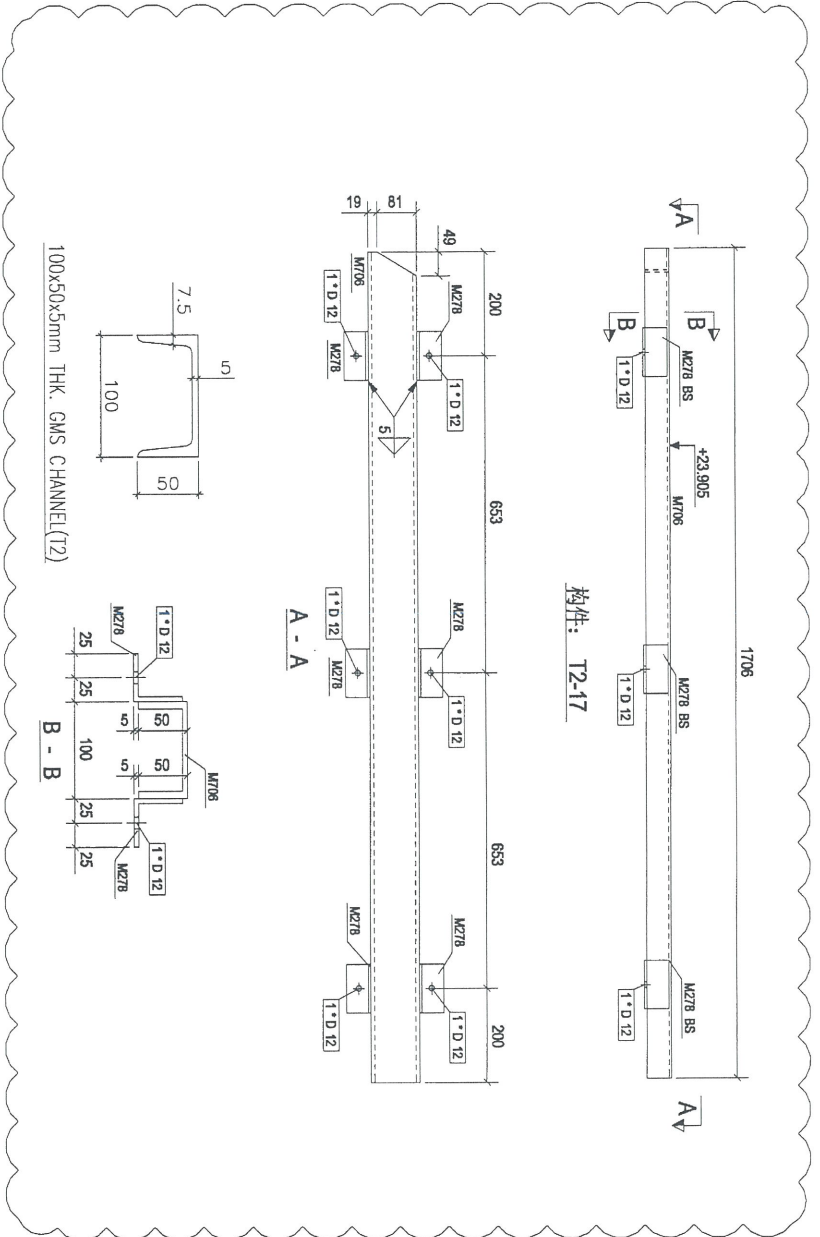 1706
A
A
B
B
M278 BS
1*D 12
+23.905
M706
M278 BS
1*D 12
M278 BS
1*D 12
构件: T2-17
200
653
653
200
49
81
19
M706
M278
1*D 12
1*D 12
M278
5
M278
1*D 12
1*D 12
M278
M278
1*D 12
M278
1*D 12
A - A
7.5
5
100
50
100x50x5mm THK. GMS CHANNEL(T2)
M278
1*D 12
M706
1*D 12
M278
5
50
5
50
25
25
100
25
25
B - B